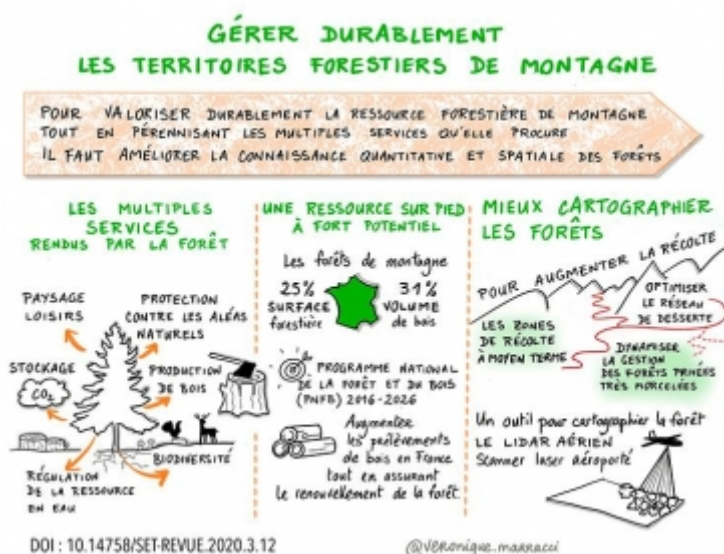 GÉRER DURABLEMENT
LES TERRITOIRES FORESTIERS DE MONTAGNE
POUR VALORISER DURABLEMENT LA RESSOURCE FORESTIÈRE DE MONTAGNE
TOUT EN PÉRENNISANT LES MULTIPLES SERVICES QU'ELLE PROCURE
IL FAUT AMÉLIORER LA CONNAISSANCE QUANTITATIVE ET SPATIALE DES FORÊTS
LES MULTIPLES
SERVICES
RENDUS PAR LA FORÊT
PAYSAGE
LOISIRS
PROTECTION
CONTRE LES ALÉAS
NATURELS
STOCKAGE
CO2
PRODUCTION
DE BOIS
BIODIVERSITÉ
RÉGULATION
DE LA RESSOURCE
EN EAU
UNE RESSOURCE SUR PIED
À FORT POTENTIEL
Les forêts de montagne
25% SURFACE forestière
31% VOLUME de bois
PROGRAMME NATIONAL
DE LA FORÊT ET DU BOIS
(PNFB) 2016-2026
Augmenter
les prélèvements
de bois en France
tout en assurant
le renouvellement de la forêt.
MIEUX CARTOGRAPHIER
LES FORÊTS
POUR AUGMENTER LA RÉCOLTE
LES ZONES
DE RÉCOLTE
À MOYEN TERME
OPTIMISER
LE RÉSEAU
DE DESSERTE
DYNAMISER
LA GESTION
DES FORÊTS PRIVÉES
TRÈS MORCELÉES
Un outil pour cartographier la forêt
LE LIDAR AÉRIEN
Scanner laser aéroporté
DOI : 10.14758/SET-REVUE.2020.3.12
@veronique.marracci